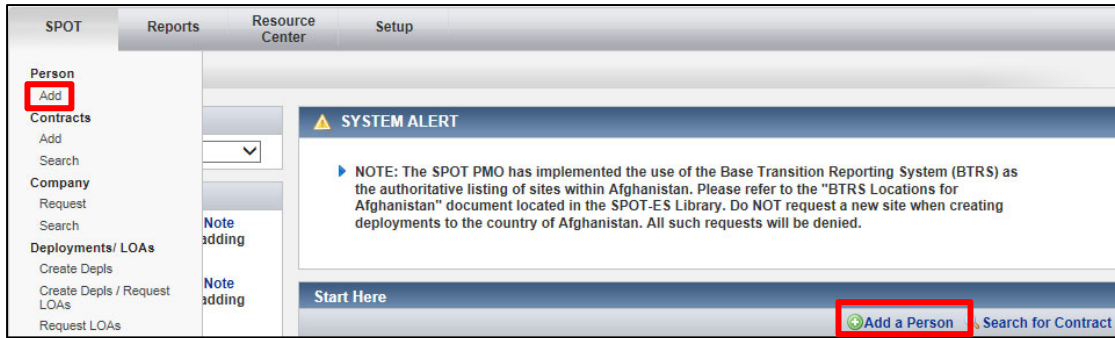 SPOT
Reports
Resource
Center
Setup
Person
Add
Contracts
Add
Search
Company
Request
Search
Deployments/ LOAs
Create Depls
Create Depls / Request
LOAs
Request LOAs
Note
adding
Note
adding
SYSTEM ALERT
NOTE: The SPOT PMO has implemented the use of the Base Transition Reporting System (BTRS) as
the authoritative listing of sites within Afghanistan. Please refer to the "BTRS Locations for
Afghanistan" document located in the SPOT-ES Library. Do NOT request a new site when creating
deployments to the country of Afghanistan. All such requests will be denied.
Start Here
Add a Person
Search for Contract